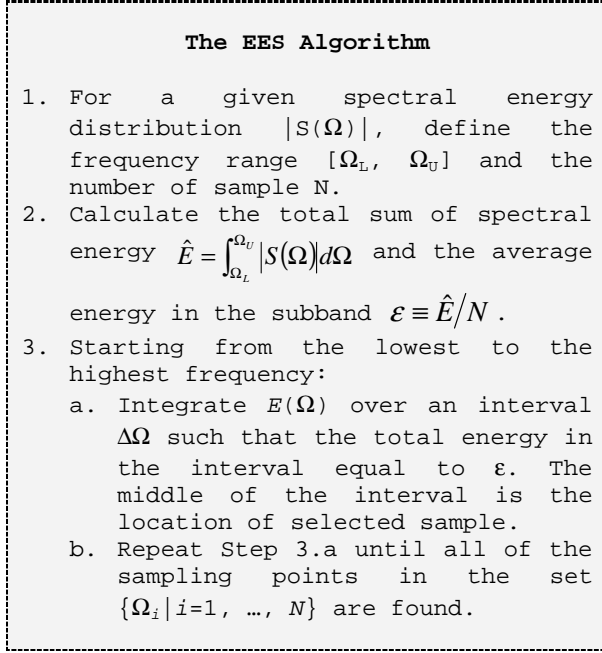 The EES Algorithm
1. For a given spectral energy
distribution |S(Ω)|, define the
frequency range [Ω_L, Ω_U] and the
number of sample N.
2. Calculate the total sum of spectral
energy Ê = ∫_{Ω_L}^{Ω_U} |S(Ω)|dΩ and the average
energy in the subband ε ≡ Ê/N .
3. Starting from the lowest to the
highest frequency:
a. Integrate E(Ω) over an interval
ΔΩ such that the total energy in
the interval equal to ε. The
middle of the interval is the
location of selected sample.
b. Repeat Step 3.a until all of the
sampling points in the set
{Ω_i|i=1, …, N} are found.